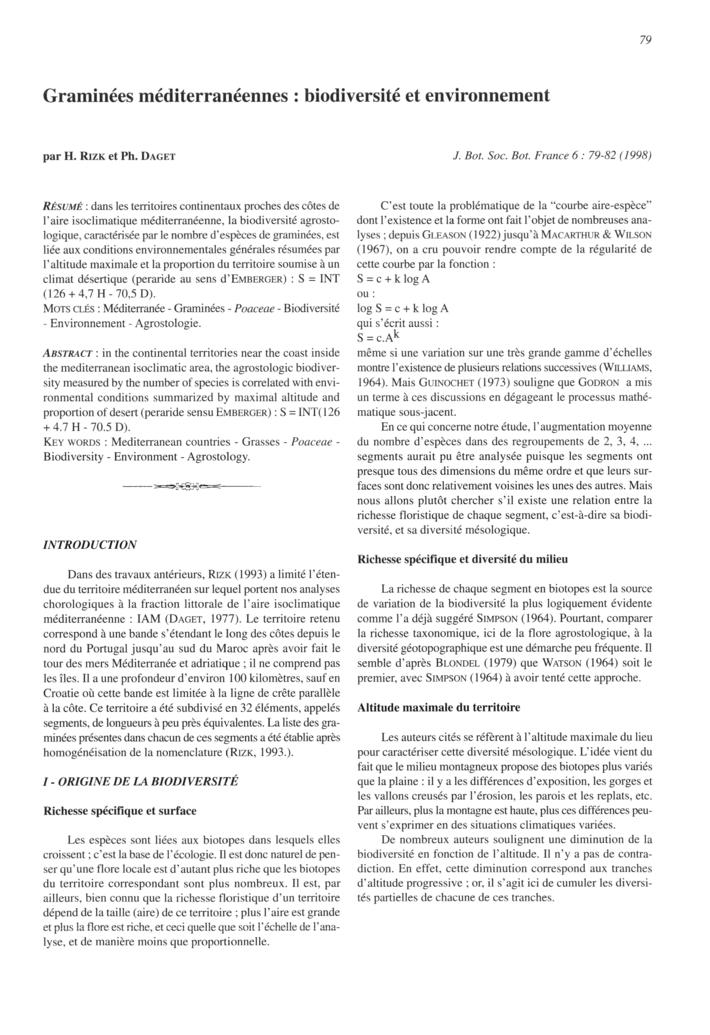 79
Graminées méditerranéennes : biodiversité et environnement
par H. RIZK et Ph. DAGET
J. Bot. Soc. Bot. France 6 : 79-82 (1998)
RÉSUMÉ : dans les territoires continentaux proches des côtes de
l'aire isoclimatique méditerranéenne, la biodiversité agrosto-
logique, caractérisée par le nombre d'espèces de graminées, est
liée aux conditions environnementales générales résumées par
l'altitude maximale et la proportion du territoire soumise à un
climat désertique (peraride au sens d'EMBERGER) : S = INT
(126 + 4,7 H - 70,5 D).
MOTS CLÉS : Méditerranée - Graminées - Poaceae - Biodiversité
- Environnement - Agrostologie.
ABSTRACT : in the continental territories near the coast inside
the mediterranean isoclimatic area, the agrostologic biodiver-
sity measured by the number of species is correlated with envi-
ronmental conditions summarized by maximal altitude and
proportion of desert (peraride sensu EMBERGER) : S = INT(126
+ 4.7 H - 70.5 D).
KEY WORDS : Mediterranean countries - Grasses - Poaceae -
Biodiversity - Environment - Agrostology.
INTRODUCTION
Dans des travaux antérieurs, RIZK (1993) a limité l'éten-
due du territoire méditerranéen sur lequel portent nos analyses
chorologiques à la fraction littorale de l'aire isoclimatique
méditerranéenne : IAM (DAGET, 1977). Le territoire retenu
correspond à une bande s'étendant le long des côtes depuis le
nord du Portugal jusqu'au sud du Maroc après avoir fait le
tour des mers Méditerranée et adriatique ; il ne comprend pas
les îles. Il a une profondeur d'environ 100 kilomètres, sauf en
Croatie où cette bande est limitée à la ligne de crête parallèle
à la côte. Ce territoire a été subdivisé en 32 éléments, appelés
segments, de longueurs à peu près équivalentes. La liste des gra-
minées présentes dans chacun de ces segments a été établie après
homogénéisation de la nomenclature (RIZK, 1993.).
I - ORIGINE DE LA BIODIVERSITÉ
Richesse spécifique et surface
Les espèces sont liées aux biotopes dans lesquels elles
croissent ; c'est la base de l'écologie. Il est donc naturel de pen-
ser qu'une flore locale est d'autant plus riche que les biotopes
du territoire correspondant sont plus nombreux. Il est, par
ailleurs, bien connu que la richesse floristique d'un territoire
dépend de la taille (aire) de ce territoire ; plus l'aire est grande
et plus la flore est riche, et ceci quelle que soit l'échelle de l'ana-
lyse, et de manière moins que proportionnelle.
C'est toute la problématique de la “courbe aire-espèce”
dont l'existence et la forme ont fait l'objet de nombreuses ana-
lyses ; depuis GLEASON (1922) jusqu'à MACARTHUR & WILSON
(1967), on a cru pouvoir rendre compte de la régularité de
cette courbe par la fonction :
S = c + k log A
ou :
log S = c + k log A
qui s'écrit aussi :
S = c.A^k
même si une variation sur une très grande gamme d'échelles
montre l'existence de plusieurs relations successives (WILLIAMS,
1964). Mais GUINOCHET (1973) souligne que GODRON a mis
un terme à ces discussions en dégageant le processus mathé-
matique sous-jacent.
En ce qui concerne notre étude, l'augmentation moyenne
du nombre d'espèces dans des regroupements de 2, 3, 4, ...
segments aurait pu être analysée puisque les segments ont
presque tous des dimensions du même ordre et que leurs sur-
faces sont donc relativement voisines les unes des autres. Mais
nous allons plutôt chercher s'il existe une relation entre la
richesse floristique de chaque segment, c'est-à-dire sa biodi-
versité, et sa diversité mésologique.
Richesse spécifique et diversité du milieu
La richesse de chaque segment en biotopes est la source
de variation de la biodiversité la plus logiquement évidente
comme l'a déjà suggéré SIMPSON (1964). Pourtant, comparer
la richesse taxonomique, ici de la flore agrostologique, à la
diversité géotopographique est une démarche peu fréquente. Il
semble d'après BLONDEL (1979) que WATSON (1964) soit le
premier, avec SIMPSON (1964) à avoir tenté cette approche.
Altitude maximale du territoire
Les auteurs cités se réfèrent à l'altitude maximale du lieu
pour caractériser cette diversité mésologique. L'idée vient du
fait que le milieu montagneux propose des biotopes plus variés
que la plaine : il y a les différences d'exposition, les gorges et
les vallons creusés par l'érosion, les parois et les replats, etc.
Par ailleurs, plus la montagne est haute, plus ces différences peu-
vent s'exprimer en des situations climatiques variées.
De nombreux auteurs soulignent une diminution de la
biodiversité en fonction de l'altitude. Il n'y a pas de contra-
diction. En effet, cette diminution correspond aux tranches
d'altitude progressive ; or, il s'agit ici de cumuler les diversi-
tés partielles de chacune de ces tranches.